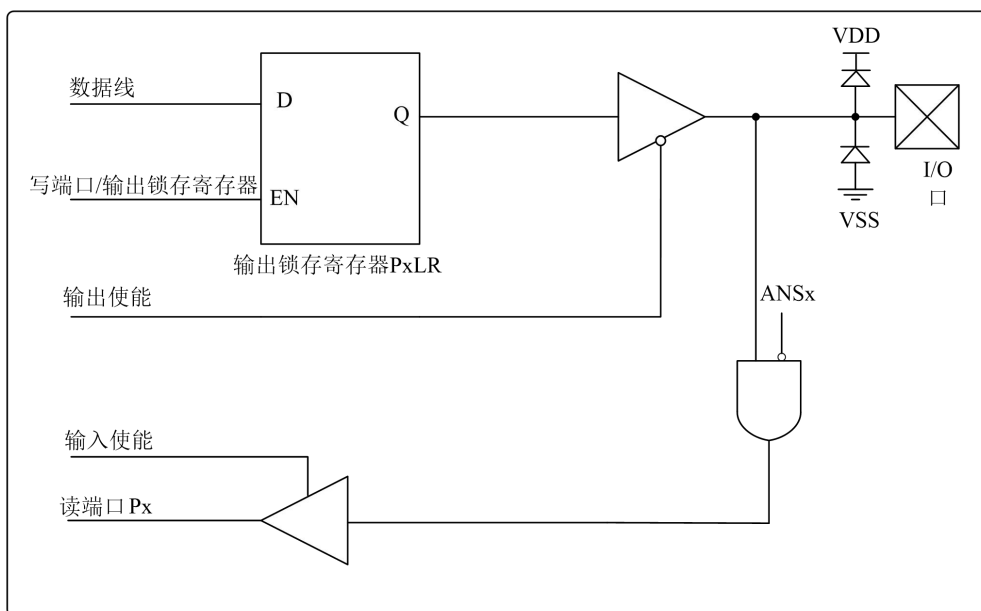 数据线
D
Q
写端口/输出锁存寄存器
EN
输出锁存寄存器PxLR
输出使能
VDD
I/O
口
VSS
ANSx
输入使能
读端口 Px